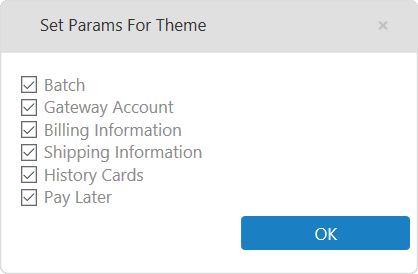 Set Params For Theme
Batch
Gateway Account
Billing Information
Shipping Information
History Cards
Pay Later
OK